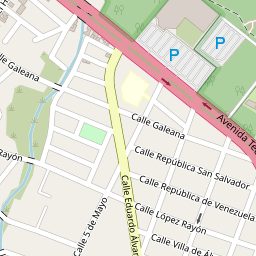 P
P
Calle Galeana
Calle Galeana
Avenida Te
Rayón
Calle República San Salvador
Calle República de Venezuela
Calle Eduardo Álvar
Calle 5 de Mayo
Calle López Rayón
Calle Villa de Ál